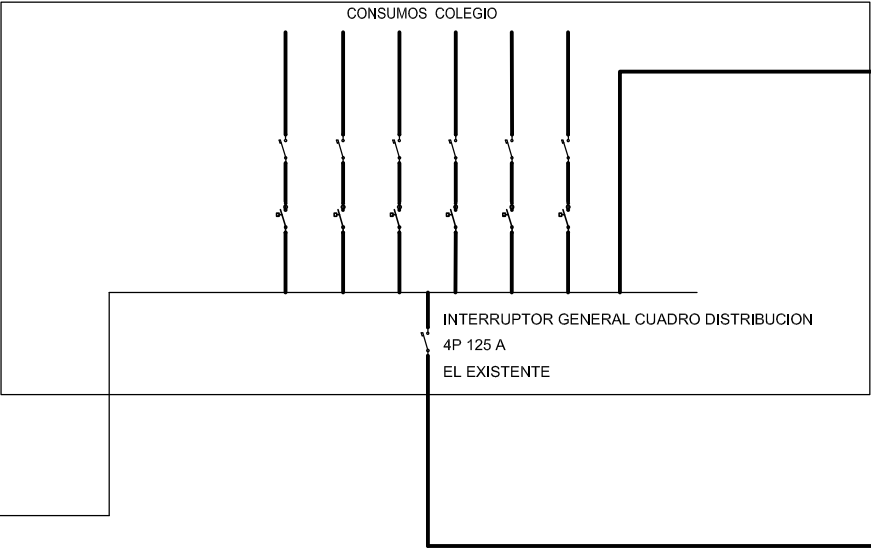 CONSUMOS COLEGIO
INTERRUPTOR GENERAL CUADRO DISTRIBUCION
4P 125 A
EL EXISTENTE